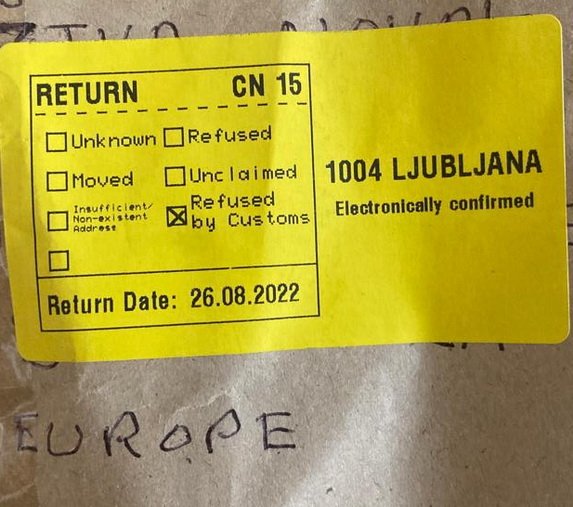 RETURN CN 15
Unknown Refused
Moved Unclaimed
Insufficient/
Non-existent
Address
Refused
by Customs
Return Date: 26.08.2022
1004 LJUBLJANA
Electronically confirmed
EUROPE